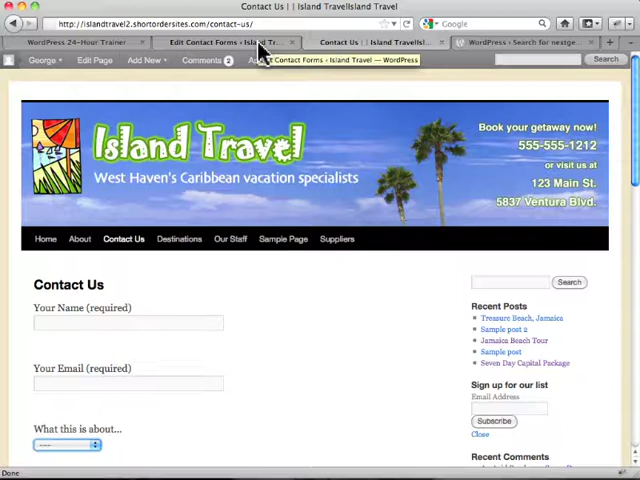 Contact Us | | Island TravelIsland Travel
http://islandtravel2.shortordersites.com/contact-us/
Google
WordPress 24-Hour Trainer
Edit Contact Forms ‹ Island Tr...
Contact Us | | Island TravelIsl...
WordPress › Search for nextge...
George
Edit Page
Add New
Comments 2
Contact Forms ‹ Island Travel — WordPress
Search
Island Travel
West Haven's Caribbean vacation specialists
Book your getaway now!
555-555-1212
or visit us at
123 Main St.
5837 Ventura Blvd.
Home About Contact Us Destinations Our Staff Sample Page Suppliers
Contact Us
Your Name (required)
Your Email (required)
What this is about...
---
Search
Recent Posts
Treasure Beach, Jamaica
Sample post 2
Jamaica Beach Tour
Sample post
Seven Day Capital Package
Sign up for our list
Email Address
Subscribe
Close
Recent Comments
Done